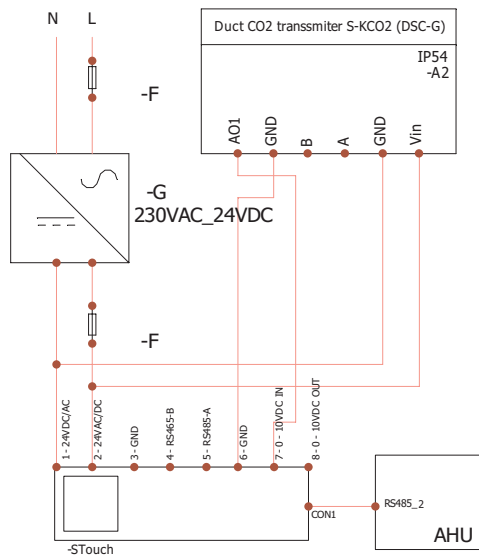 N L
Duct CO2 transsmiter S-KCO2 (DSC-G)
IP54
-A2
-F
AO1
GND
B
A
GND
Vin
-G
230VAC_24VDC
-F
1 - 24VDC/AC
2 - 24VAC/DC
3 - GND
4 - RS465-B
5 - RS485-A
6 - GND
7 - 0 - 10VDC IN
8 - 0 - 10VDC OUT
CON1
RS485_2
AHU
-STouch